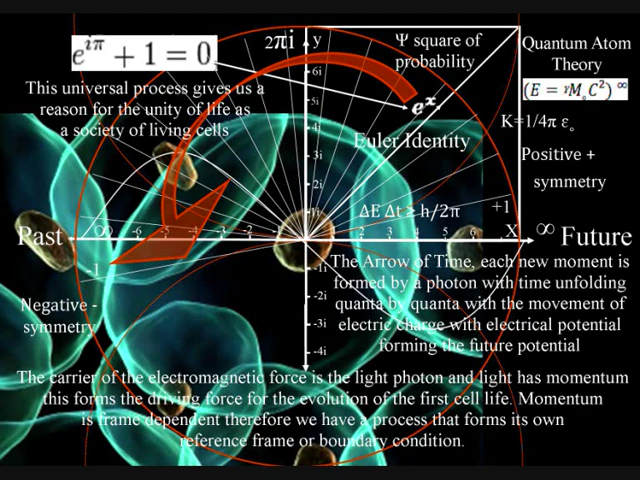 e^iπ + 1 = 0
2πi
y
Ψ square of
probability
Quantum Atom
Theory
(E = ᵞM₀C²)^∞
This universal process gives us a
reason for the unity of life as
a society of living cells
6i
5i
e^x
K=1/4π ε₀
Euler Identity
3i
Positive +
symmetry
2i
ΔE Δt ≥ h/2π
+1
1i
Past
∞
-6 -5 -4 -3
2 3 4 5 6
X
∞ Future
-1
-1i
The Arrow of Time, each new moment is
formed by a photon with time unfolding
quanta by quanta with the movement of
electric charge with electrical potential
forming the future potential
Negative -
symmetry
-2i
-3i
-4i
The carrier of the electromagnetic force is the light photon and light has momentum
this forms the driving force for the evolution of the first cell life. Momentum
is frame dependent therefore we have a process that forms its own
reference frame or boundary condition.